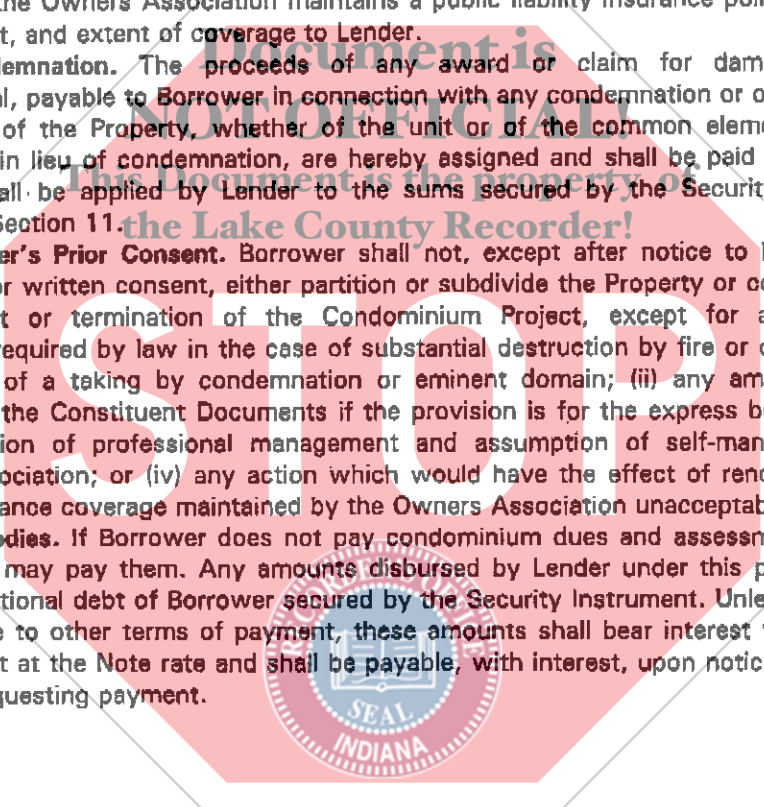 the Owners Association maintains a public liability insurance poli
t, and extent of coverage to Lender.
Document is
demnation. The proceeds of any award or claim for dam
al, payable to Borrower in connection with any condemnation or o
NOT OFFICIAL!
of the Property, whether of the unit or of the common eleme
in lieu of condemnation, are hereby assigned and shall be paid
This Document is the property of
all be applied by Lender to the sums secured by the Securit
Section 11.
the Lake County Recorder!
er's Prior Consent. Borrower shall not, except after notice to
or written consent, either partition or subdivide the Property or co
t or termination of the Condominium Project, except for a
required by law in the case of substantial destruction by fire or
of a taking by condemnation or eminent domain; (ii) any am
STOP
the Constituent Documents if the provision is for the express b
ion of professional management and assumption of self-man
ociation; or (iv) any action which would have the effect of ren
ance coverage maintained by the Owners Association unacceptab
dies. If Borrower does not pay condominium dues and assessm
may pay them. Any amounts disbursed by Lender under this p
tional debt of Borrower secured by the Security Instrument. Unle
e to other terms of payment, these amounts shall bear interest
t at the Note rate and shall be payable, with interest, upon notic
questing payment.
SEAL
INDIANA